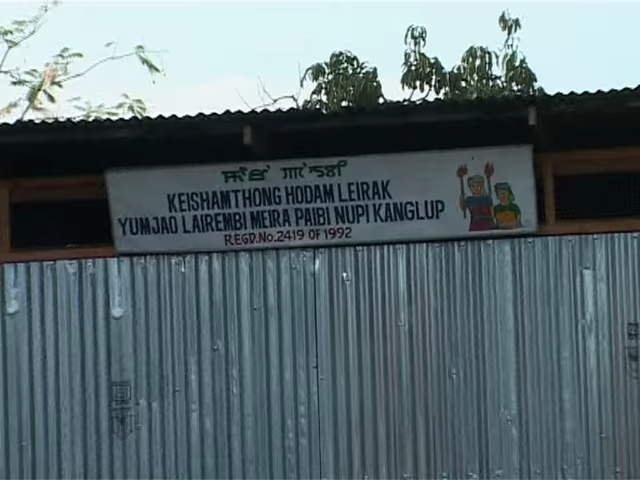 KEISHAMTHONG HODAM LEIRAK
YUMJAO LAIREMBI MEIRA PAIBI NUPI KANGLUP
REGD.No.2419 OF 1992